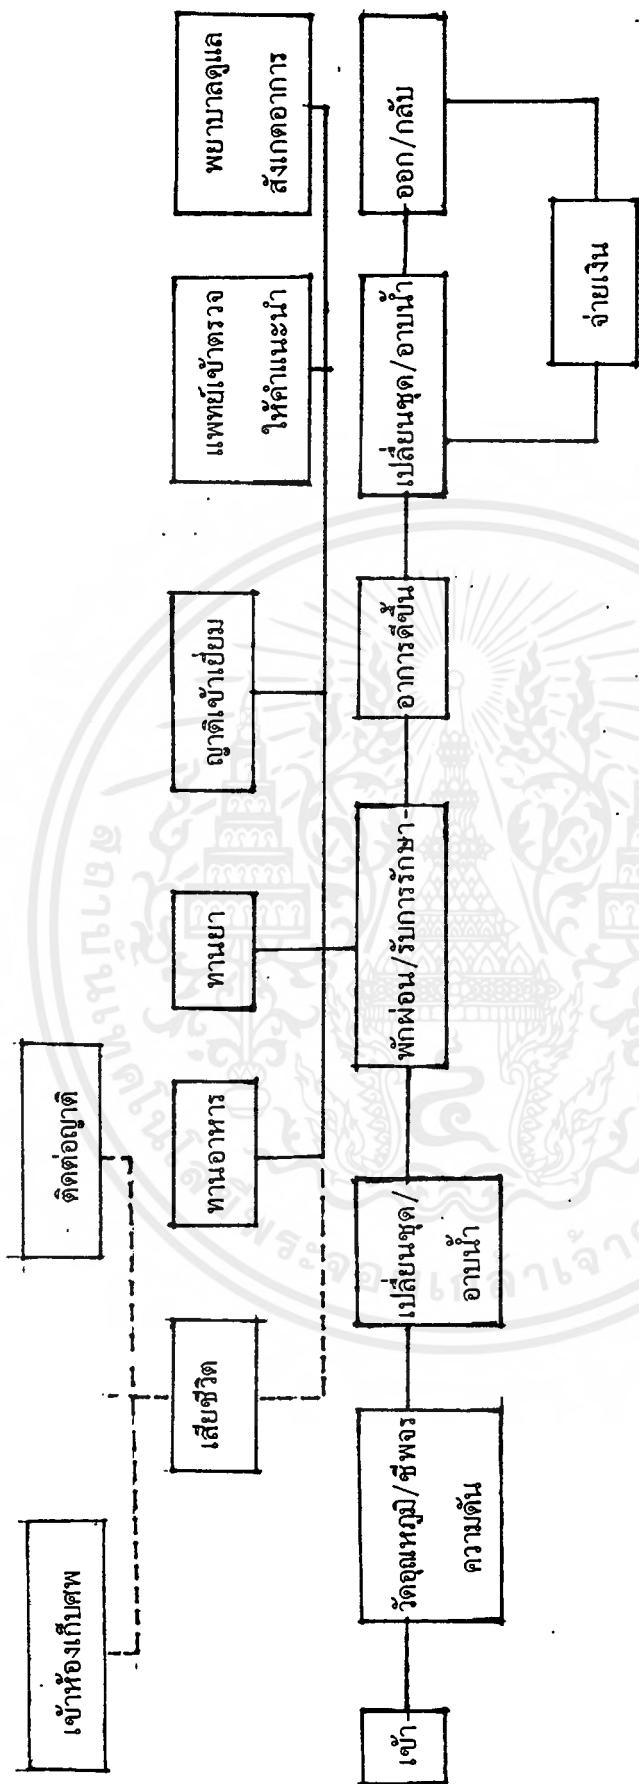 เข้าห้องเก็บศพ
ติดต่อญาติ
เสียชีวิต
ทานอาหาร
ทานยา
ญาติเข้าเยี่ยม
แพทย์เข้าตรวจ
ให้คำแนะนำ
พยาบาลดูแล
สังเกตอาการ
เข้า
วัดอุณหภูมิ/ชีพจร
ความดัน
เปลี่ยนชุด/
อาบน้ำ
พักผ่อน/รับการรักษา
อาการดีขึ้น
เปลี่ยนชุด/อาบน้ำ
ออก/กลับ
จ่ายเงิน